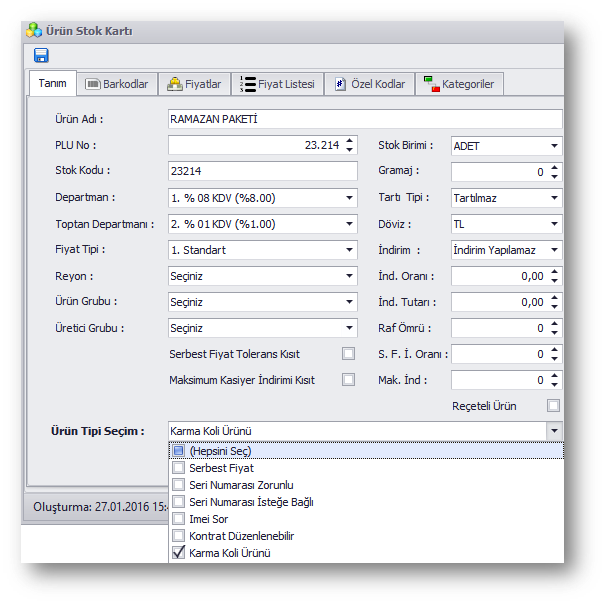 Ürün Stok Kartı
Tanım Barkodlar Fiyatlar Fiyat Listesi Özel Kodlar Kategoriler
Ürün Adı : RAMAZAN PAKETİ
PLU No : 23.214 Stok Birimi : ADET
Stok Kodu : 23214 Gramaj : 0
Departman : 1. % 08 KDV (%8.00) Tartı Tipi : Tartılmaz
Toptan Departmanı : 2. % 01 KDV (%1.00) Döviz : TL
Fiyat Tipi : 1. Standart İndirim : İndirim Yapılamaz
Reyon : Seçiniz İnd. Oranı : 0,00
Ürün Grubu : Seçiniz İnd. Tutarı : 0,00
Üretici Grubu : Seçiniz Raf Ömrü : 0
Serbest Fiyat Tolerans Kısıt S. F. İ. Oranı : 0
Maksimum Kasiyer İndirimi Kısıt Mak. İnd : 0
Reçeteli Ürün
Ürün Tipi Seçim : Karma Koli Ürünü
(Hepsini Seç)
Serbest Fiyat
Seri Numarası Zorunlu
Seri Numarası İsteğe Bağlı
Oluşturma: 27.01.2016 15:
Imei Sor
Kontrat Düzenlenebilir
Karma Koli Ürünü